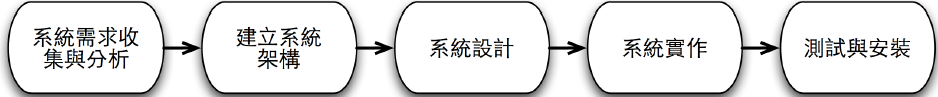 系統需求收
集與分析
建立系統
架構
系統設計
系統實作
測試與安裝